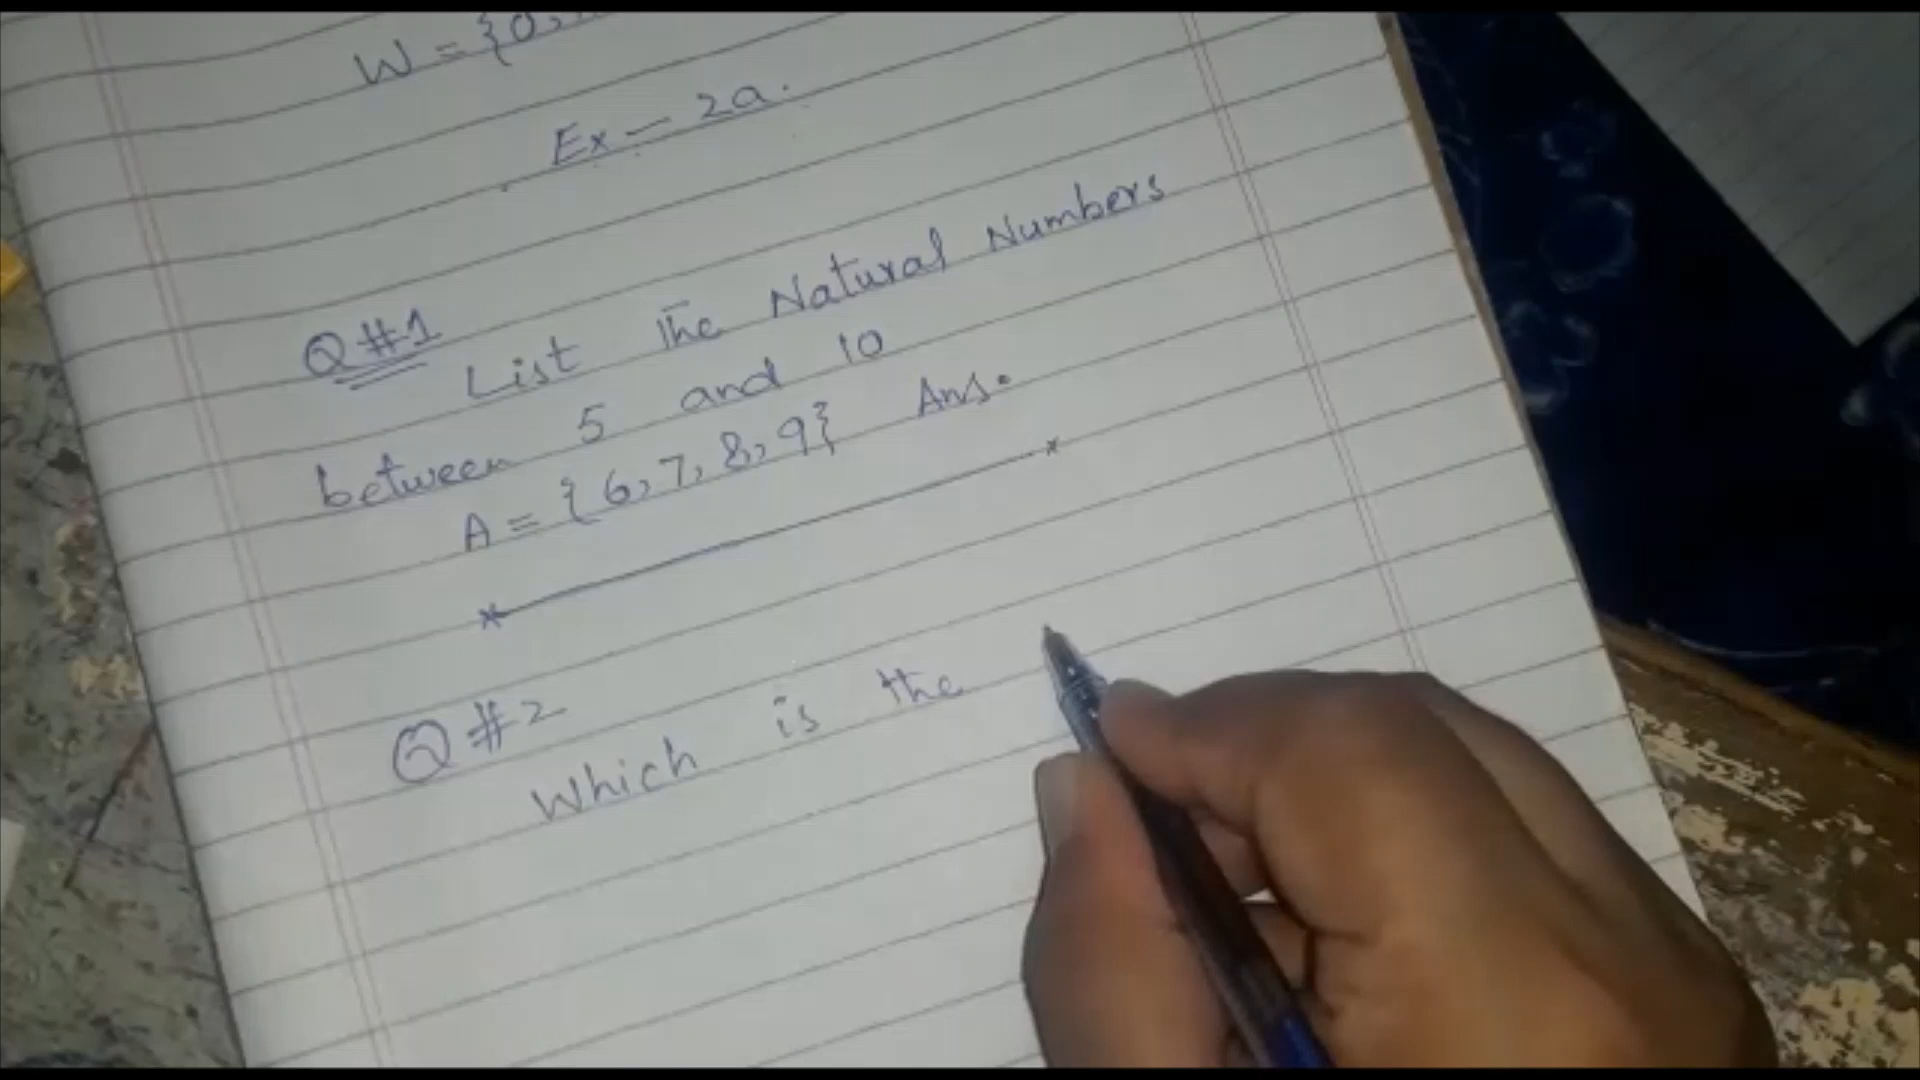 W = {0,
Ex - 2a.
Q#1
List the Natural Numbers
between 5 and 10
A = {6, 7, 8, 9} Ans.
Q#2
Which is the